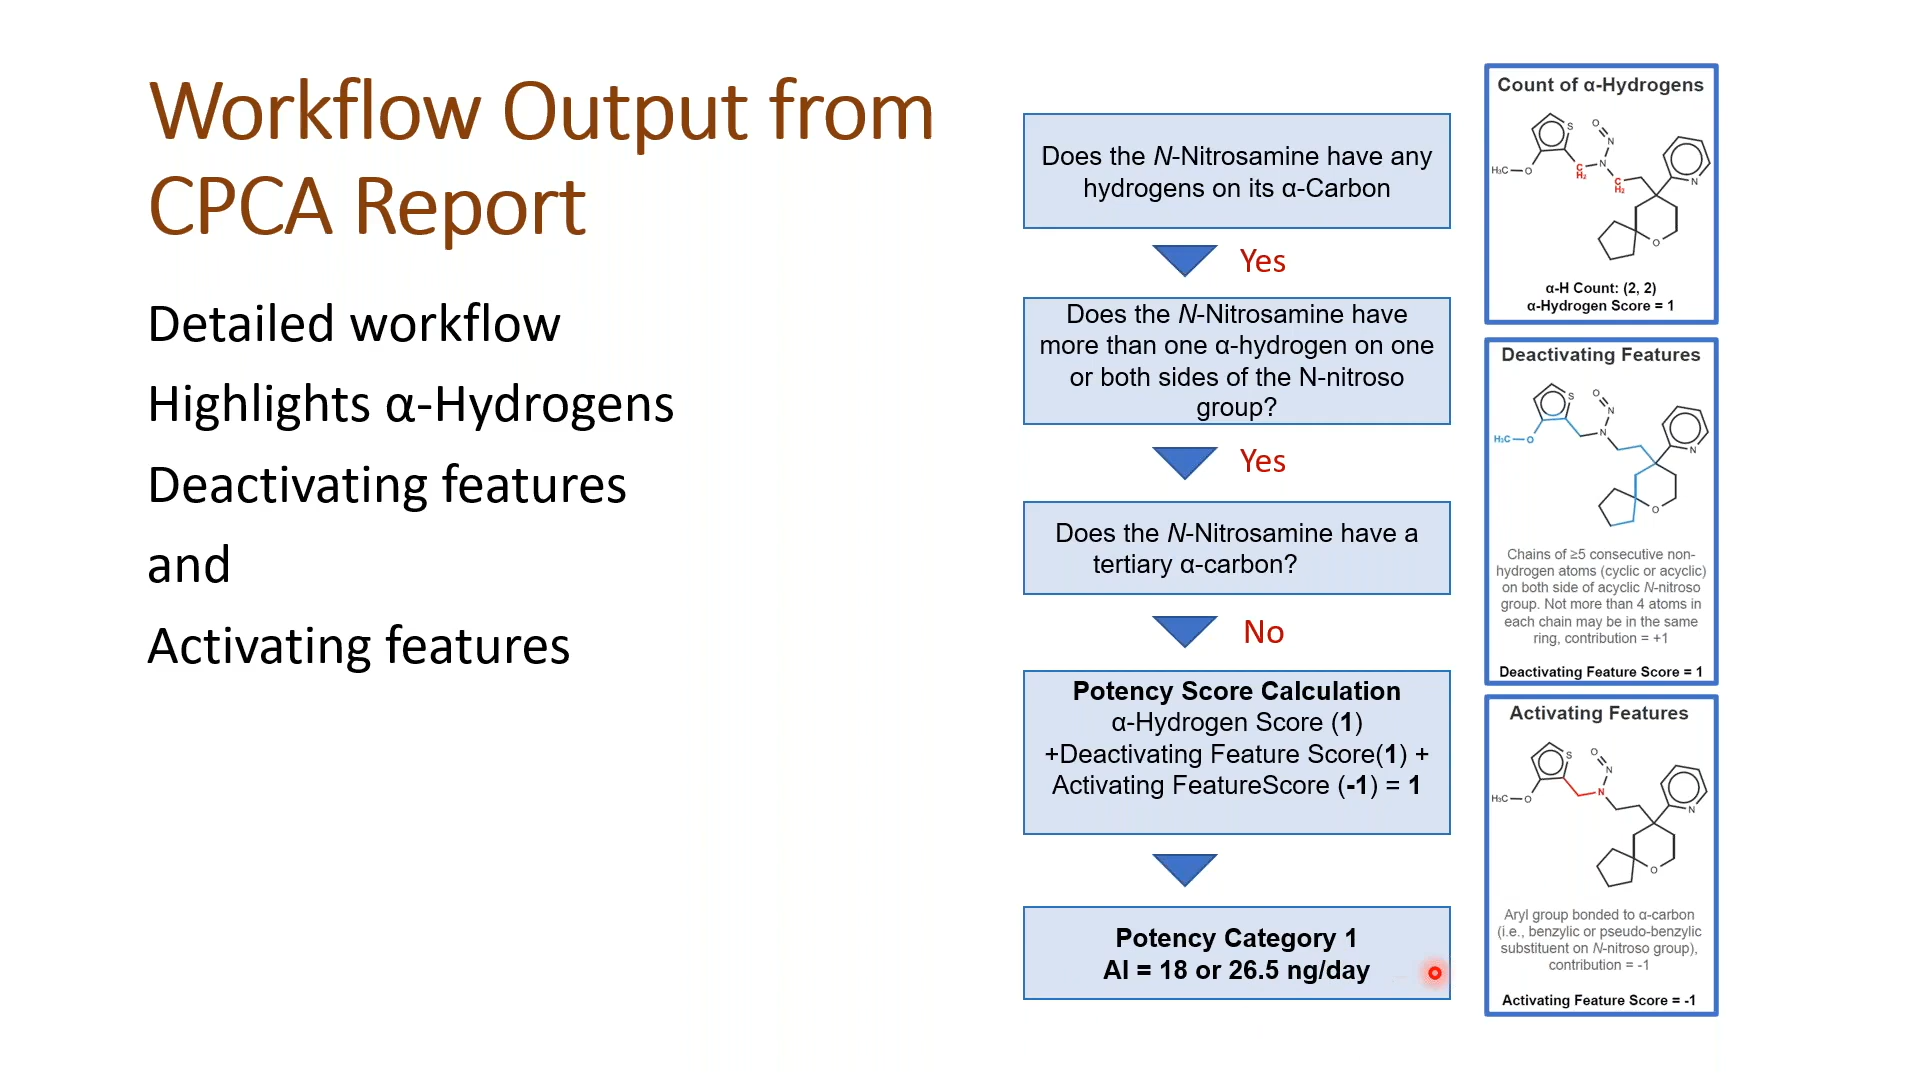 Workflow Output from
CPCA Report
Detailed workflow
Highlights α-Hydrogens
Deactivating features
and
Activating features
Does the N-Nitrosamine have any
hydrogens on its α-Carbon
Yes
Does the N-Nitrosamine have
more than one α-hydrogen on one
or both sides of the N-nitroso
group?
Yes
Does the N-Nitrosamine have a
tertiary α-carbon?
No
Potency Score Calculation
α-Hydrogen Score (1)
+Deactivating Feature Score(1) +
Activating FeatureScore (-1) = 1
Potency Category 1
AI = 18 or 26.5 ng/day
Count of α-Hydrogens
S
O
N
N
H₃C
O
CH₂
CH₂
N
O
α-H Count: (2, 2)
α-Hydrogen Score = 1
Deactivating Features
S
O
N
N
H₃C
O
N
O
Chains of ≥5 consecutive non-
hydrogen atoms (cyclic or acyclic)
on both side of acyclic N-nitroso
group. Not more than 4 atoms in
each chain may be in the same
ring, contribution = +1
Deactivating Feature Score = 1
Activating Features
S
O
N
N
H₃C
O
N
O
Aryl group bonded to α-carbon
(i.e., benzylic or pseudo-benzylic
substituent on N-nitroso group),
contribution = -1
Activating Feature Score = -1